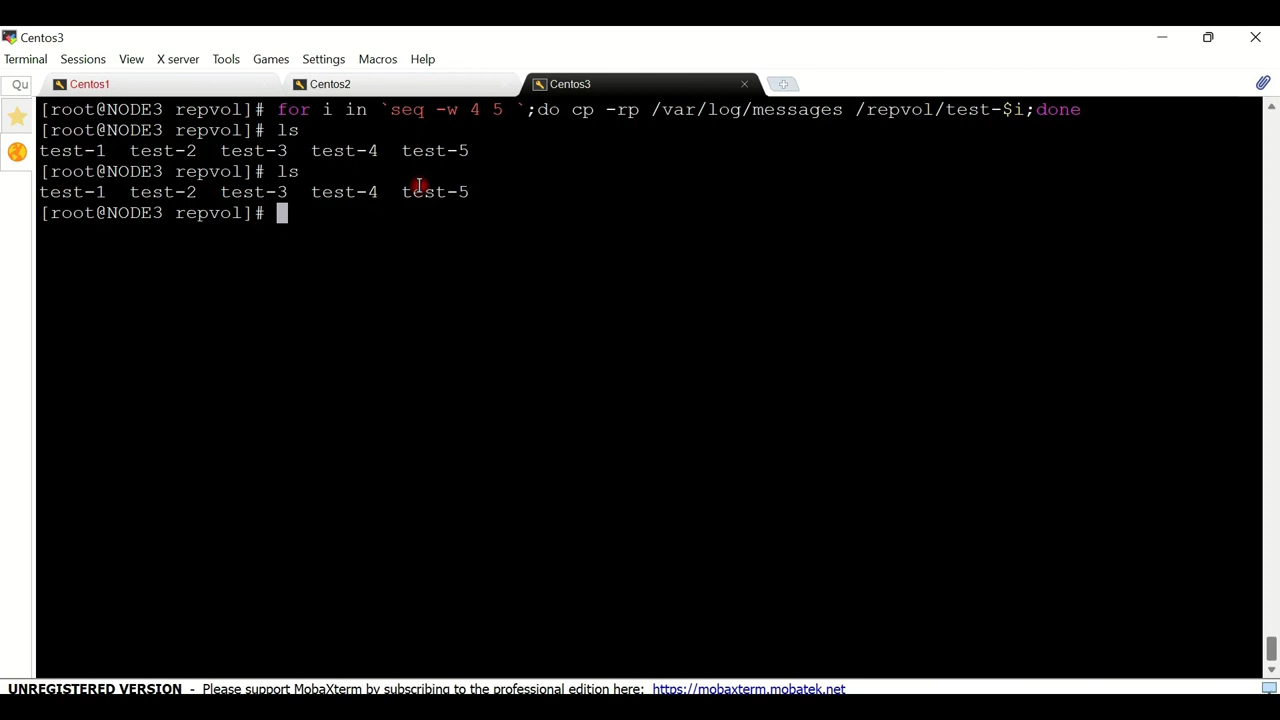 Centos3
Terminal Sessions View X server Tools Games Settings Macros Help
Qu Centos1 Centos2 Centos3
[root@NODE3 repvol]# for i in `seq -w 4 5 `;do cp -rp /var/log/messages /repvol/test-$i;done
[root@NODE3 repvol]# ls
test-1 test-2 test-3 test-4 test-5
[root@NODE3 repvol]# ls
test-1 test-2 test-3 test-4 test-5
[root@NODE3 repvol]#
UNREGISTERED VERSION - Please support MobaXterm by subscribing to the professional edition here: https://mobaxterm.mobatek.net